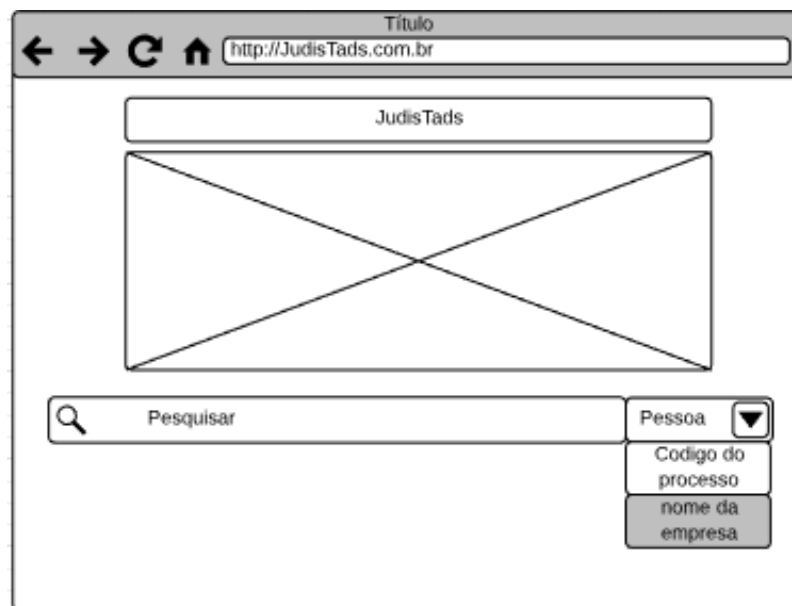 Título
http://JudisTads.com.br
JudisTads
Pesquisar
Pessoa
Codigo do
processo
nome da
empresa